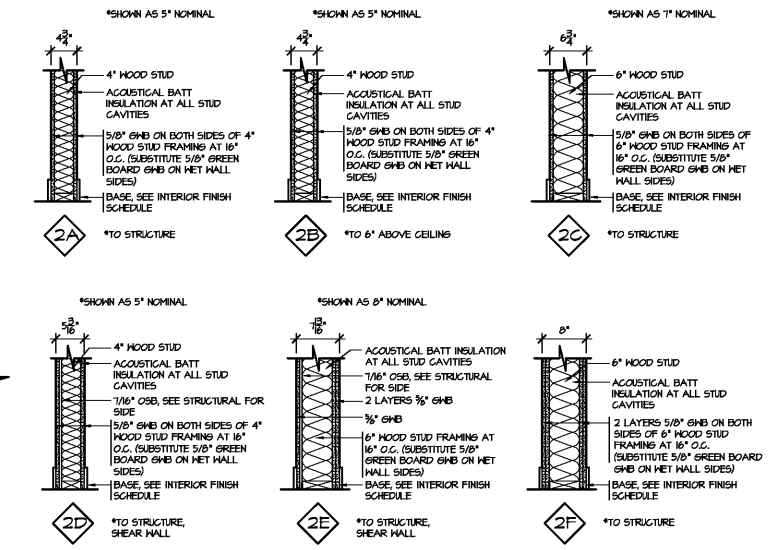 *SHOWN AS 5" NOMINAL
4 3/4"
4" WOOD STUD
ACOUSTICAL BATT
INSULATION AT ALL STUD
CAVITIES
5/8" GWB ON BOTH SIDES OF 4"
WOOD STUD FRAMING AT 16"
O.C. (SUBSTITUTE 5/8" GREEN
BOARD GWB ON WET WALL
SIDES)
BASE, SEE INTERIOR FINISH
SCHEDULE
2A
*TO STRUCTURE
*SHOWN AS 5" NOMINAL
4 3/4"
4" WOOD STUD
ACOUSTICAL BATT
INSULATION AT ALL STUD
CAVITIES
5/8" GWB ON BOTH SIDES OF 4"
WOOD STUD FRAMING AT 16"
O.C. (SUBSTITUTE 5/8" GREEN
BOARD GWB ON WET WALL
SIDES)
BASE, SEE INTERIOR FINISH
SCHEDULE
2B
*TO 6" ABOVE CEILING
*SHOWN AS 7" NOMINAL
6 3/4"
6" WOOD STUD
ACOUSTICAL BATT
INSULATION AT ALL STUD
CAVITIES
5/8" GWB ON BOTH SIDES OF
6" WOOD STUD FRAMING AT
16" O.C. (SUBSTITUTE 5/8"
GREEN BOARD GWB ON WET
WALL SIDES)
BASE, SEE INTERIOR FINISH
SCHEDULE
2C
*TO STRUCTURE
*SHOWN AS 5" NOMINAL
5 3/16"
4" WOOD STUD
ACOUSTICAL BATT
INSULATION AT ALL STUD
CAVITIES
7/16" OSB, SEE STRUCTURAL FOR
SIDE
5/8" GWB ON BOTH SIDES OF 4"
WOOD STUD FRAMING AT 16"
O.C. (SUBSTITUTE 5/8" GREEN
BOARD GWB ON WET WALL
SIDES)
BASE, SEE INTERIOR FINISH
SCHEDULE
2D
*TO STRUCTURE,
SHEAR WALL
*SHOWN AS 8" NOMINAL
7 13/16"
ACOUSTICAL BATT INSULATION
AT ALL STUD CAVITIES
7/16" OSB, SEE STRUCTURAL
FOR SIDE
2 LAYERS 5/8" GWB
5/8" GWB
6" WOOD STUD FRAMING AT
16" O.C. (SUBSTITUTE 5/8"
GREEN BOARD GWB ON WET
WALL SIDES)
BASE, SEE INTERIOR FINISH
SCHEDULE
2E
*TO STRUCTURE,
SHEAR WALL
8"
6" WOOD STUD
ACOUSTICAL BATT
INSULATION AT ALL STUD
CAVITIES
2 LAYERS 5/8" GWB ON BOTH
SIDES OF 6" WOOD STUD
FRAMING AT 16" O.C.
(SUBSTITUTE 5/8" GREEN BOARD
GWB ON WET WALL SIDES)
BASE, SEE INTERIOR FINISH
SCHEDULE
2F
*TO STRUCTURE